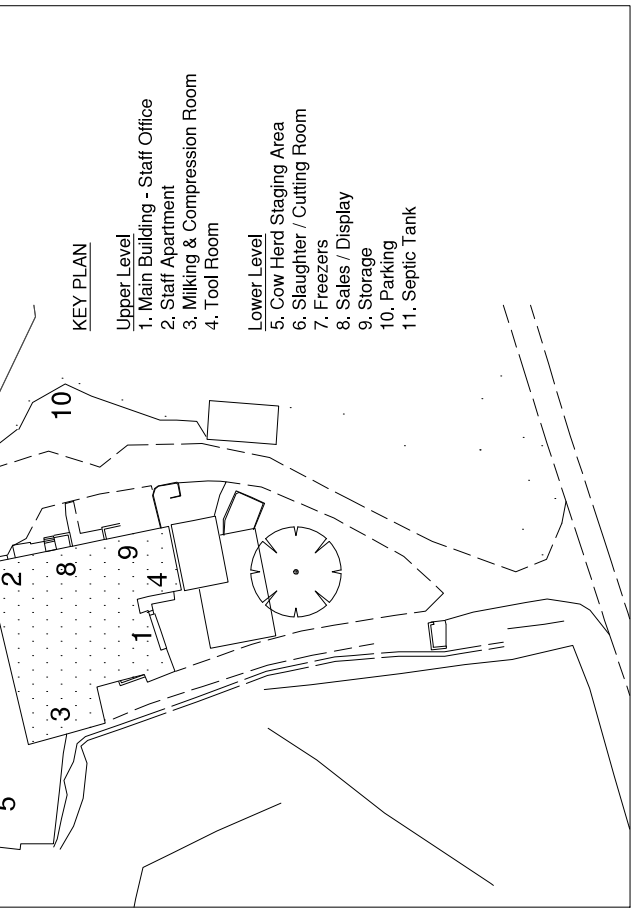 KEY PLAN
Upper Level
1. Main Building - Staff Office
2. Staff Apartment
3. Milking & Compression Room
4. Tool Room
Lower Level
5. Cow Herd Staging Area
6. Slaughter / Cutting Room
7. Freezers
8. Sales / Display
9. Storage
10. Parking
11. Septic Tank
5
3
1
4
9
8
2
10